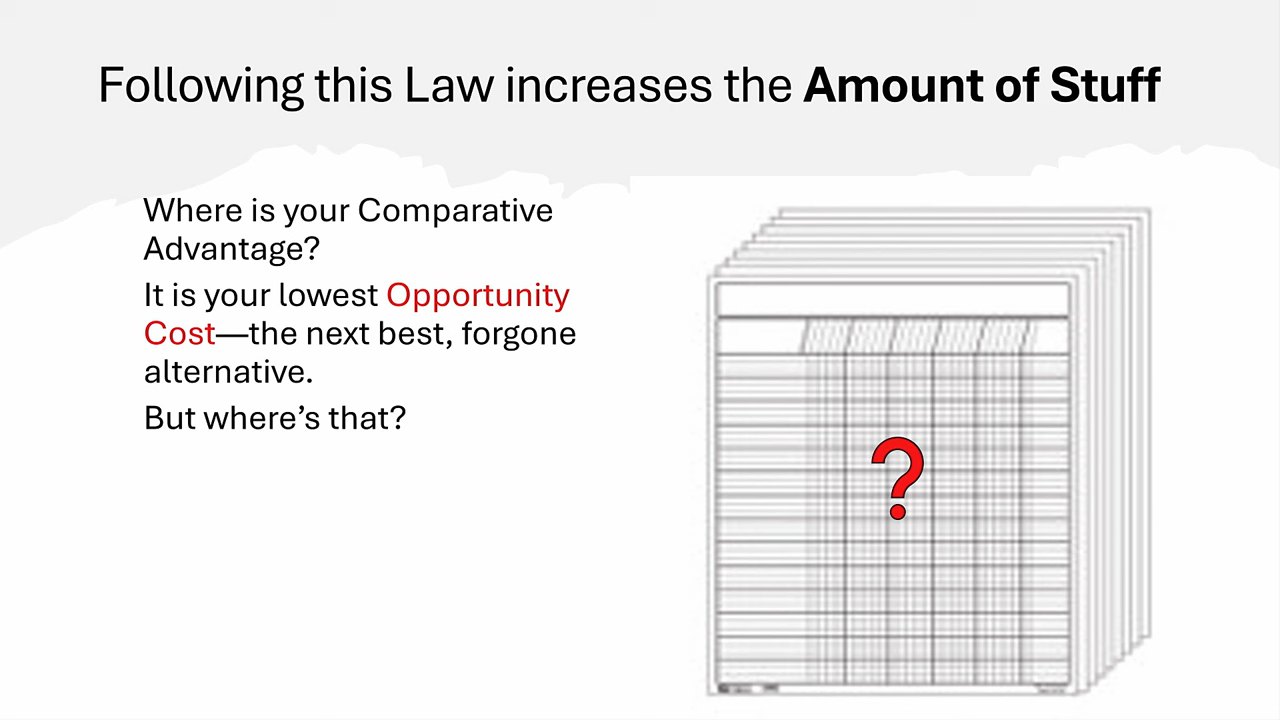 Following this Law increases the Amount of Stuff
Where is your Comparative
Advantage?
It is your lowest Opportunity
Cost—the next best, forgone
alternative.
But where’s that?
?